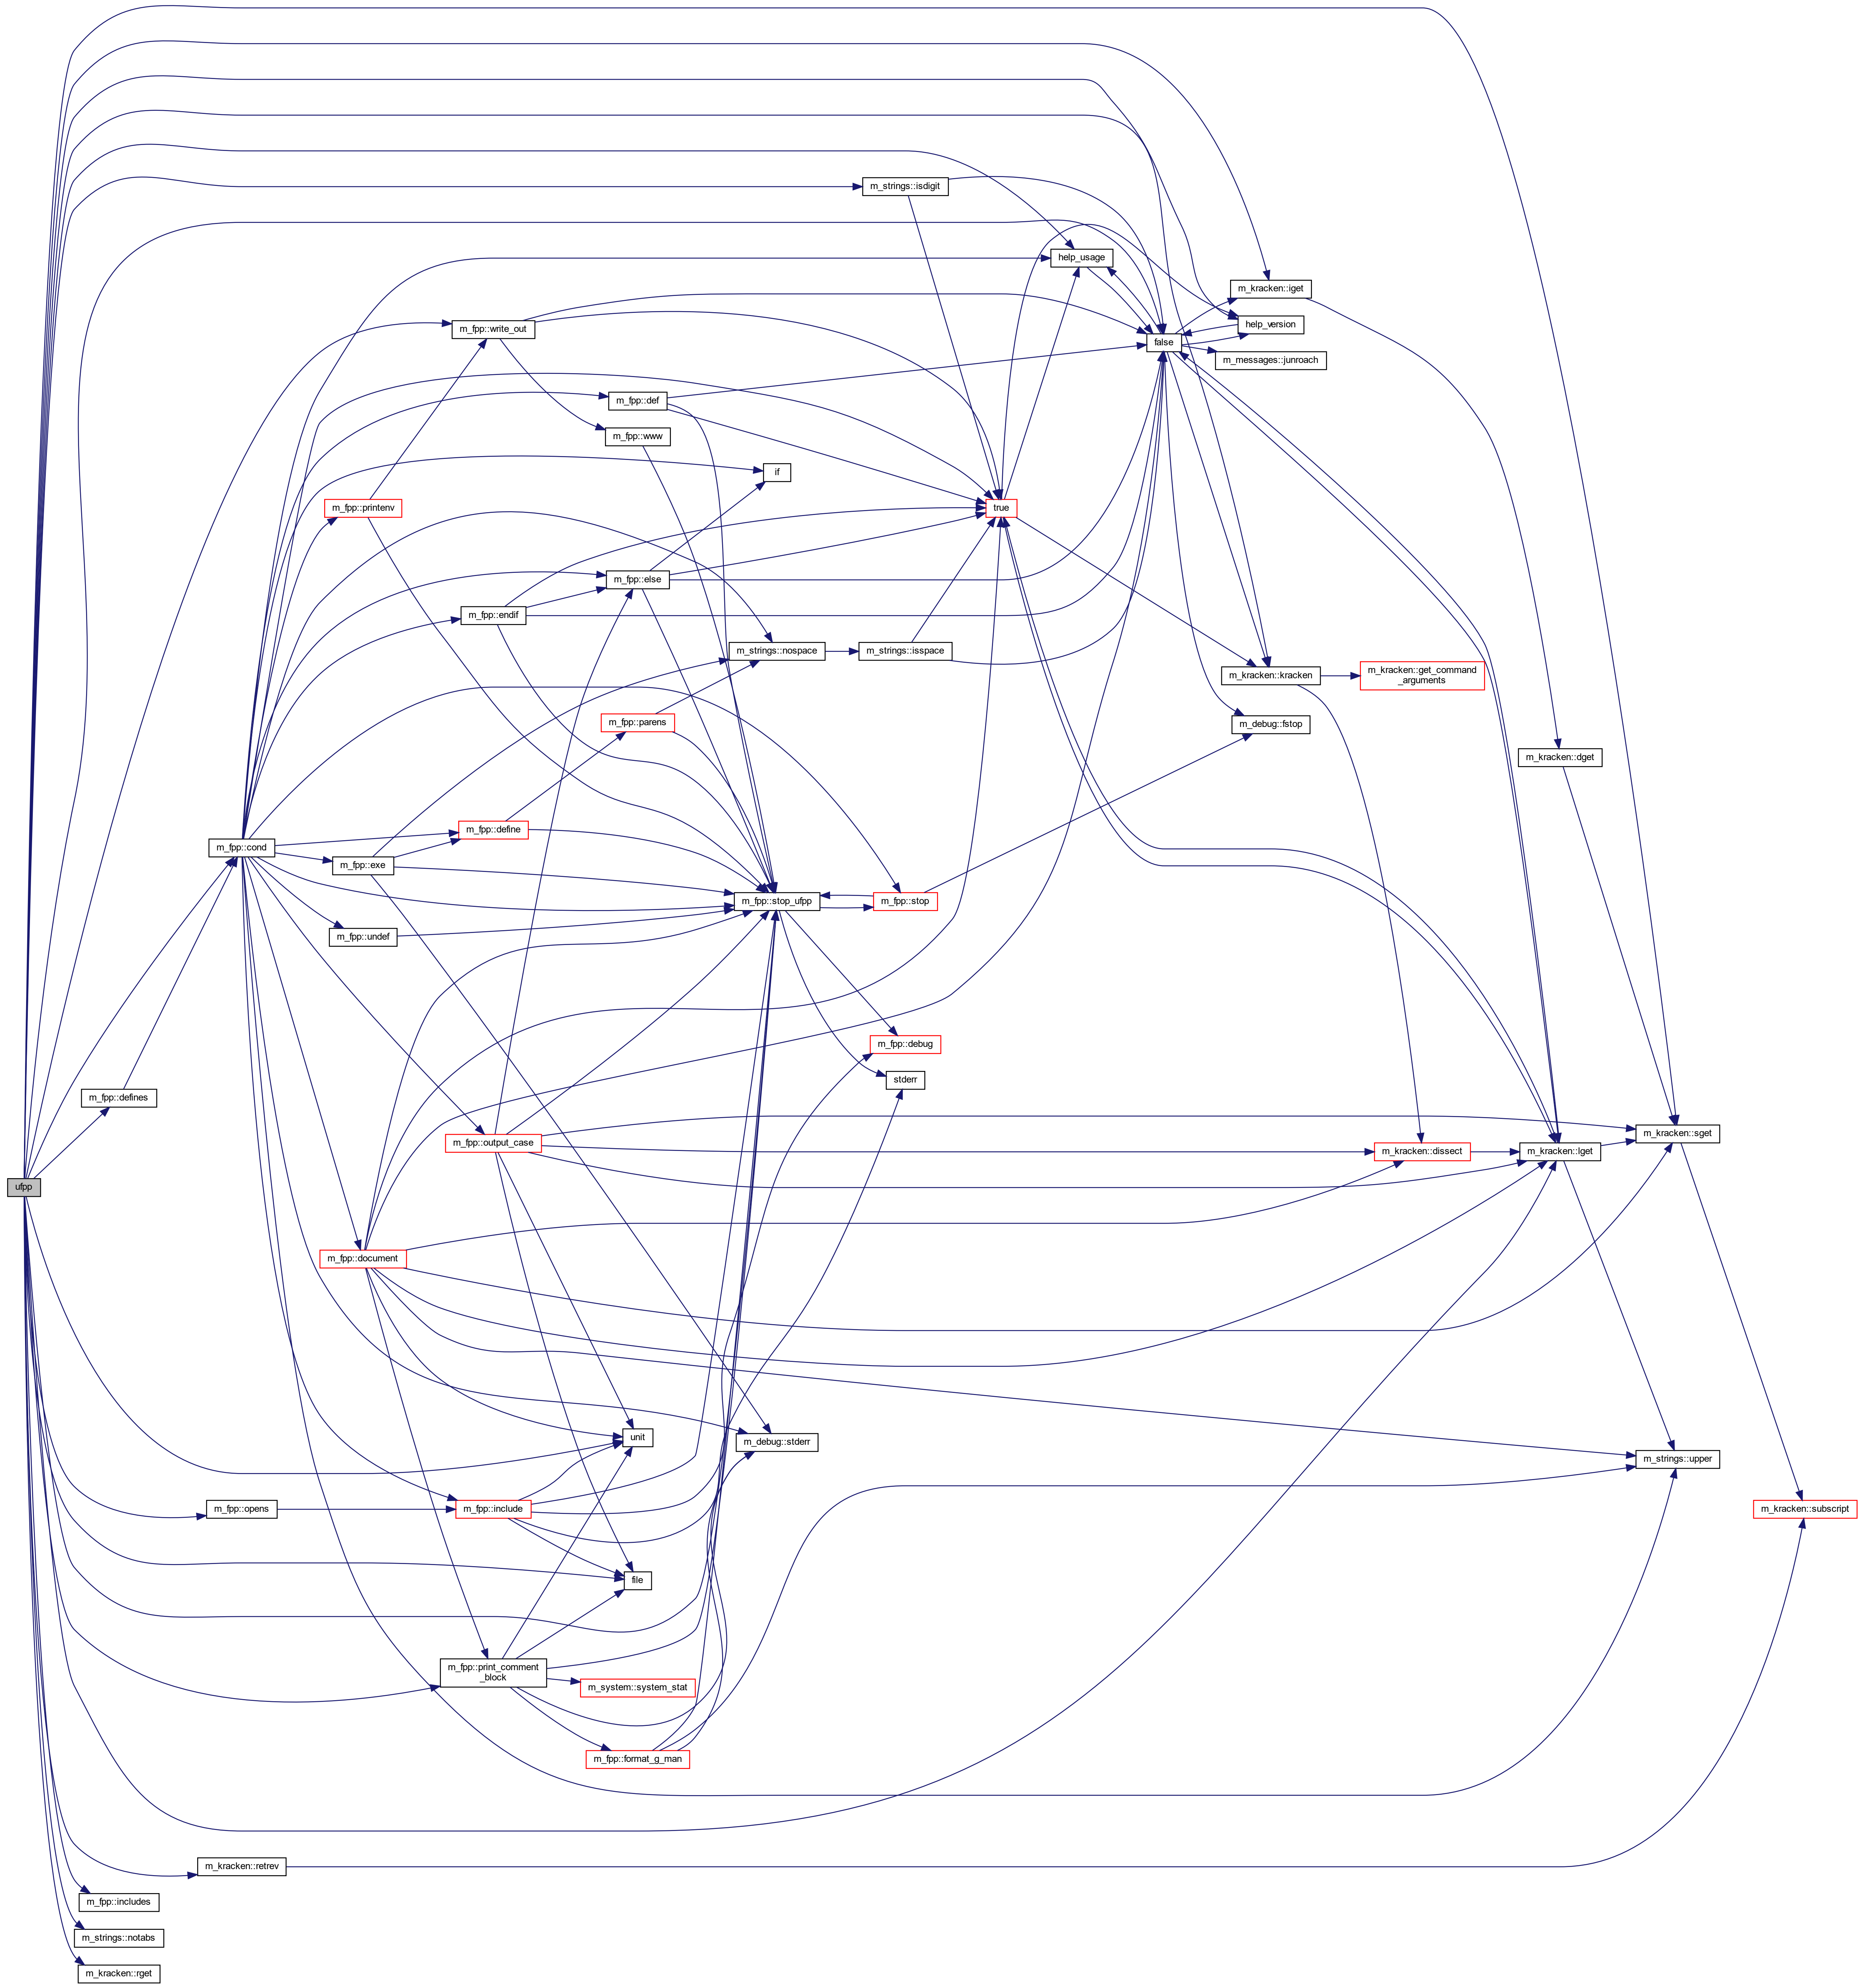 m_strings::isdigit
help_usage
m_kracken::iget
m_fpp::write_out
help_version
false
m_messages::junroach
m_fpp::def
m_fpp::www
if
m_fpp::printenv
true
m_fpp::else
m_fpp::endif
m_strings::nospace
m_strings::isspace
m_kracken::kracken
m_kracken::get_command
_arguments
m_fpp::parens
m_debug::fstop
m_kracken::dget
m_fpp::define
m_fpp::cond
m_fpp::exe
m_fpp::stop_ufpp
m_fpp::stop
m_fpp::undef
m_fpp::debug
stderr
m_fpp::defines
m_kracken::sget
m_fpp::output_case
m_kracken::dissect
m_kracken::lget
ufpp
m_fpp::document
unit
m_debug::stderr
m_strings::upper
m_fpp::opens
m_fpp::include
m_kracken::subscript
file
m_fpp::print_comment
_block
m_system::system_stat
m_fpp::format_g_man
m_kracken::retrev
m_fpp::includes
m_strings::notabs
m_kracken::rget